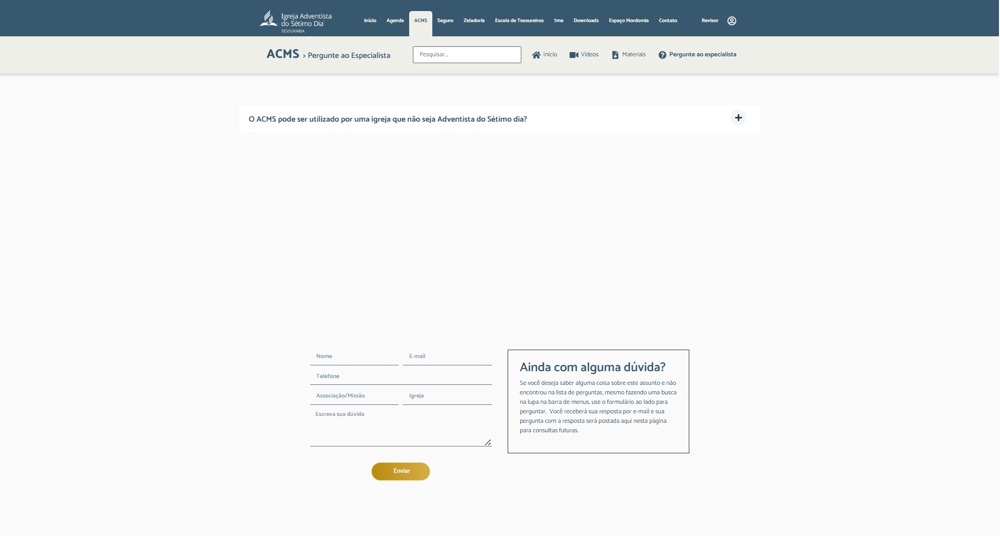 Igreja Adventista
do Sétimo Dia
TESOURARIA
Início Agenda ACMS Seguro Zeladoria Escola de Tesoureiros 7me Downloads Espaço Mordomia Contato Revisor
ACMS > Pergunte ao Especialista
Pesquisar...
Início Vídeos Materiais Pergunte ao especialista
O ACMS pode ser utilizado por uma igreja que não seja Adventista do Sétimo dia?
Nome E-mail
Telefone
Associação/Missão Igreja
Escreva sua dúvida
Enviar
Ainda com alguma dúvida?
Se você deseja saber alguma coisa sobre este assunto e não
encontrou na lista de perguntas, mesmo fazendo uma busca
na lupa na barra de menus, use o formulário ao lado para
perguntar.  Você receberá sua resposta por e-mail e sua
pergunta com a resposta será postada aqui nesta página
para consultas futuras.